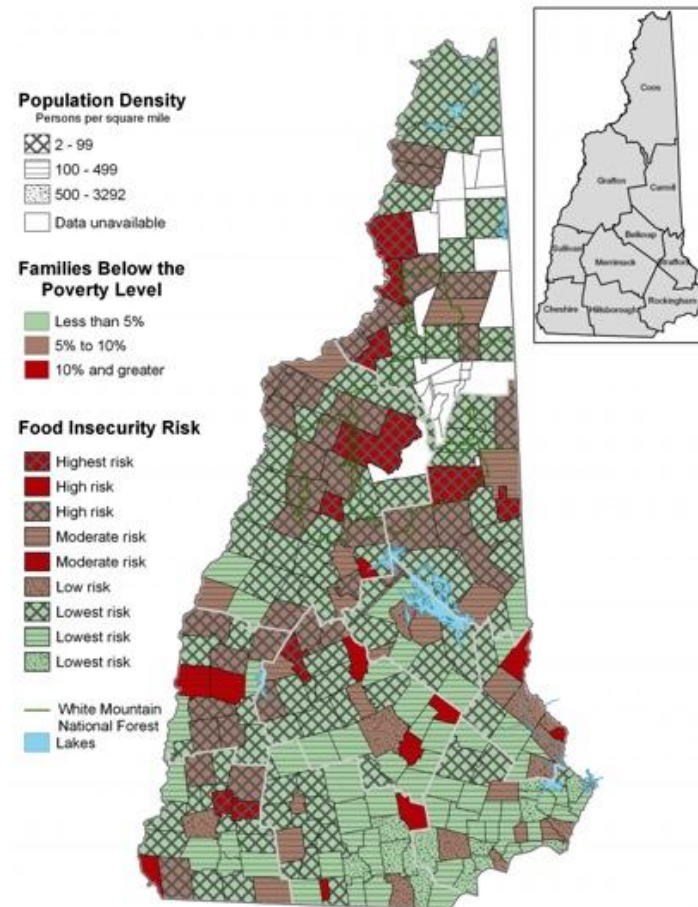 Population Density
Persons per square mile
2 - 99
100 - 499
500 - 3292
Data unavailable
Families Below the
Poverty Level
Less than 5%
5% to 10%
10% and greater
Food Insecurity Risk
Highest risk
High risk
High risk
Moderate risk
Moderate risk
Low risk
Lowest risk
Lowest risk
Lowest risk
White Mountain
National Forest
Lakes
Coos
Grafton
Carroll
Belknap
Sullivan
Strafford
Merrimack
Rockingham
Cheshire
Hillsborough